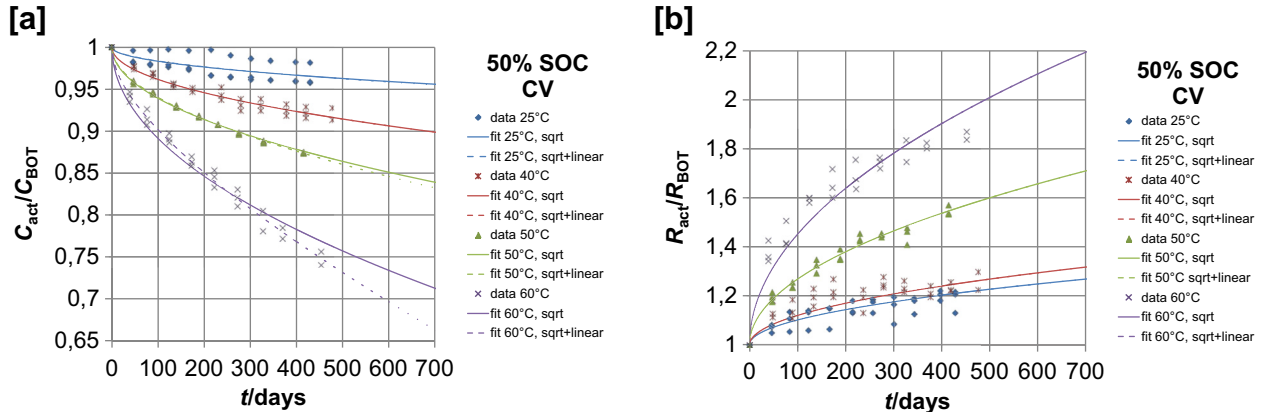 [a]
1
0,95
0,9
0,85
0,8
0,75
0,7
0,65
0 100 200 300 400 500 600 700
t/days
Cact/CBOT
50% SOC
CV
data 25°C
fit 25°C, sqrt
fit 25°C, sqrt+linear
data 40°C
fit 40°C, sqrt
fit 40°C, sqrt+linear
data 50°C
fit 50°C, sqrt
fit 50°C, sqrt+linear
data 60°C
fit 60°C, sqrt
fit 60°C, sqrt+linear
[b]
2,2
2
1,8
1,6
1,4
1,2
1
0 100 200 300 400 500 600 700
t/days
Ract/RBOT
50% SOC
CV
data 25°C
fit 25°C, sqrt
fit 25°C, sqrt+linear
data 40°C
fit 40°C, sqrt
fit 40°C, sqrt+linear
data 50°C
fit 50°C, sqrt
fit 50°C sqrt+linear
data 60°C
fit 60°C, sqrt
fit 60°C, sqrt+linear